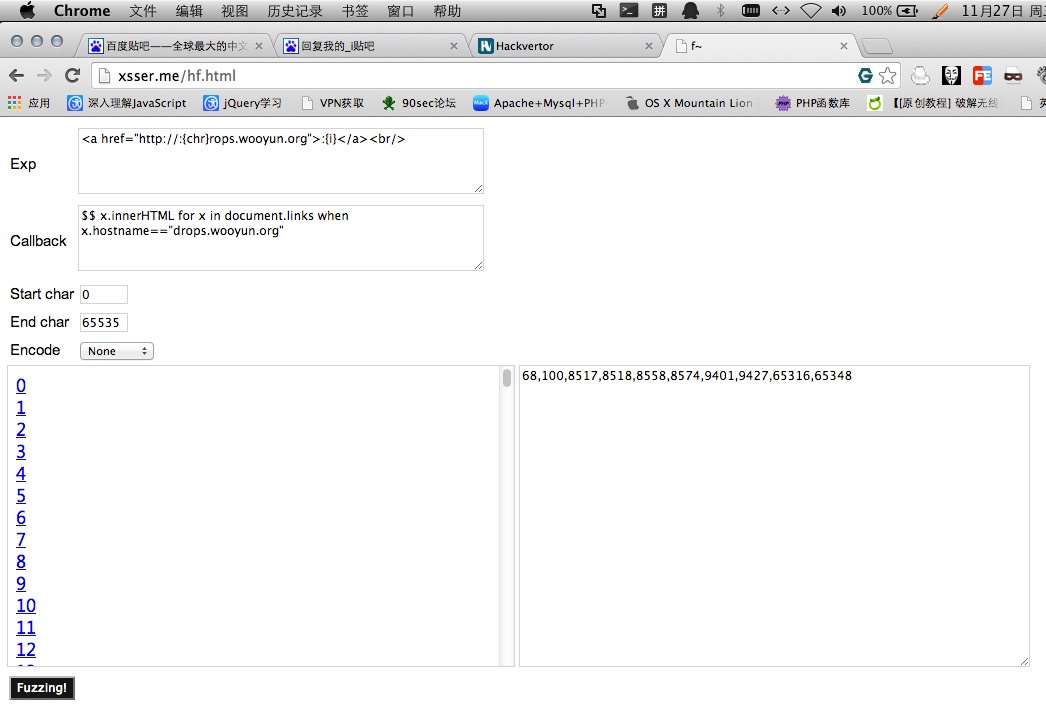 Chrome 文件 编辑 视图 历史记录 书签 窗口 帮助 拼 100% 11月27日 周
百度贴吧——全球最大的中文 回复我的_i贴吧 Hackvertor f~
xsser.me/hf.html
应用 深入理解JavaScript jQuery学习 VPN获取 90sec论坛 Apache+Mysql+PHP OS X Mountain Lion PHP函数库 【[原创教程] 破解无线
Exp
<a href="http://:{chr}rops.wooyun.org">:{i}</a><br/>
Callback
$$ x.innerHTML for x in document.links when
x.hostname=="drops.wooyun.org"
Start char 0
End char 65535
Encode None
0
1
2
3
4
5
6
7
8
9
10
11
12
68,100,8517,8518,8558,8574,9401,9427,65316,65348
Fuzzing!